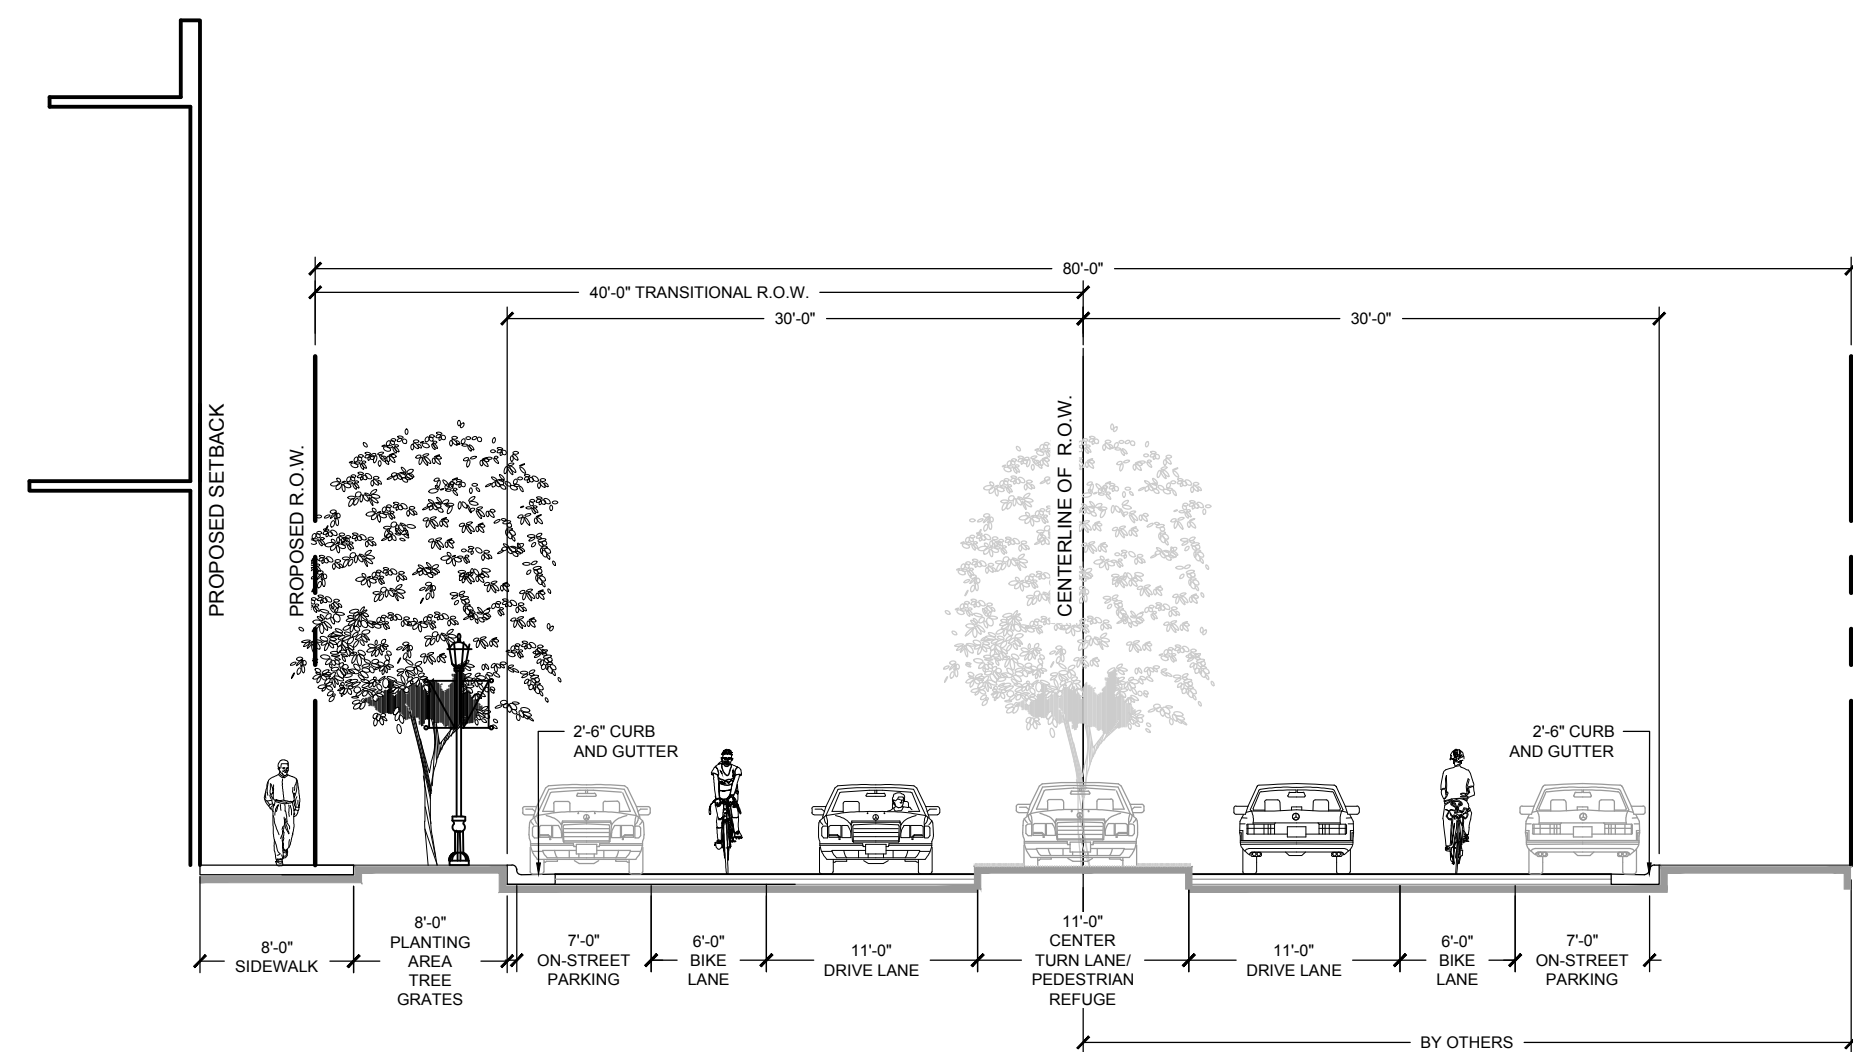 80'-0"
40'-0" TRANSITIONAL R.O.W.
30'-0"
30'-0"
PROPOSED SETBACK
PROPOSED R.O.W.
CENTERLINE OF R.O.W.
2'-6" CURB
AND GUTTER
2'-6" CURB
AND GUTTER
8'-0"
SIDEWALK
8'-0"
PLANTING
AREA
TREE
GRATES
7'-0"
ON-STREET
PARKING
6'-0"
BIKE
LANE
11'-0"
DRIVE LANE
11'-0"
CENTER
TURN LANE/
PEDESTRIAN
REFUGE
11'-0"
DRIVE LANE
6'-0"
BIKE
LANE
7'-0"
ON-STREET
PARKING
BY OTHERS